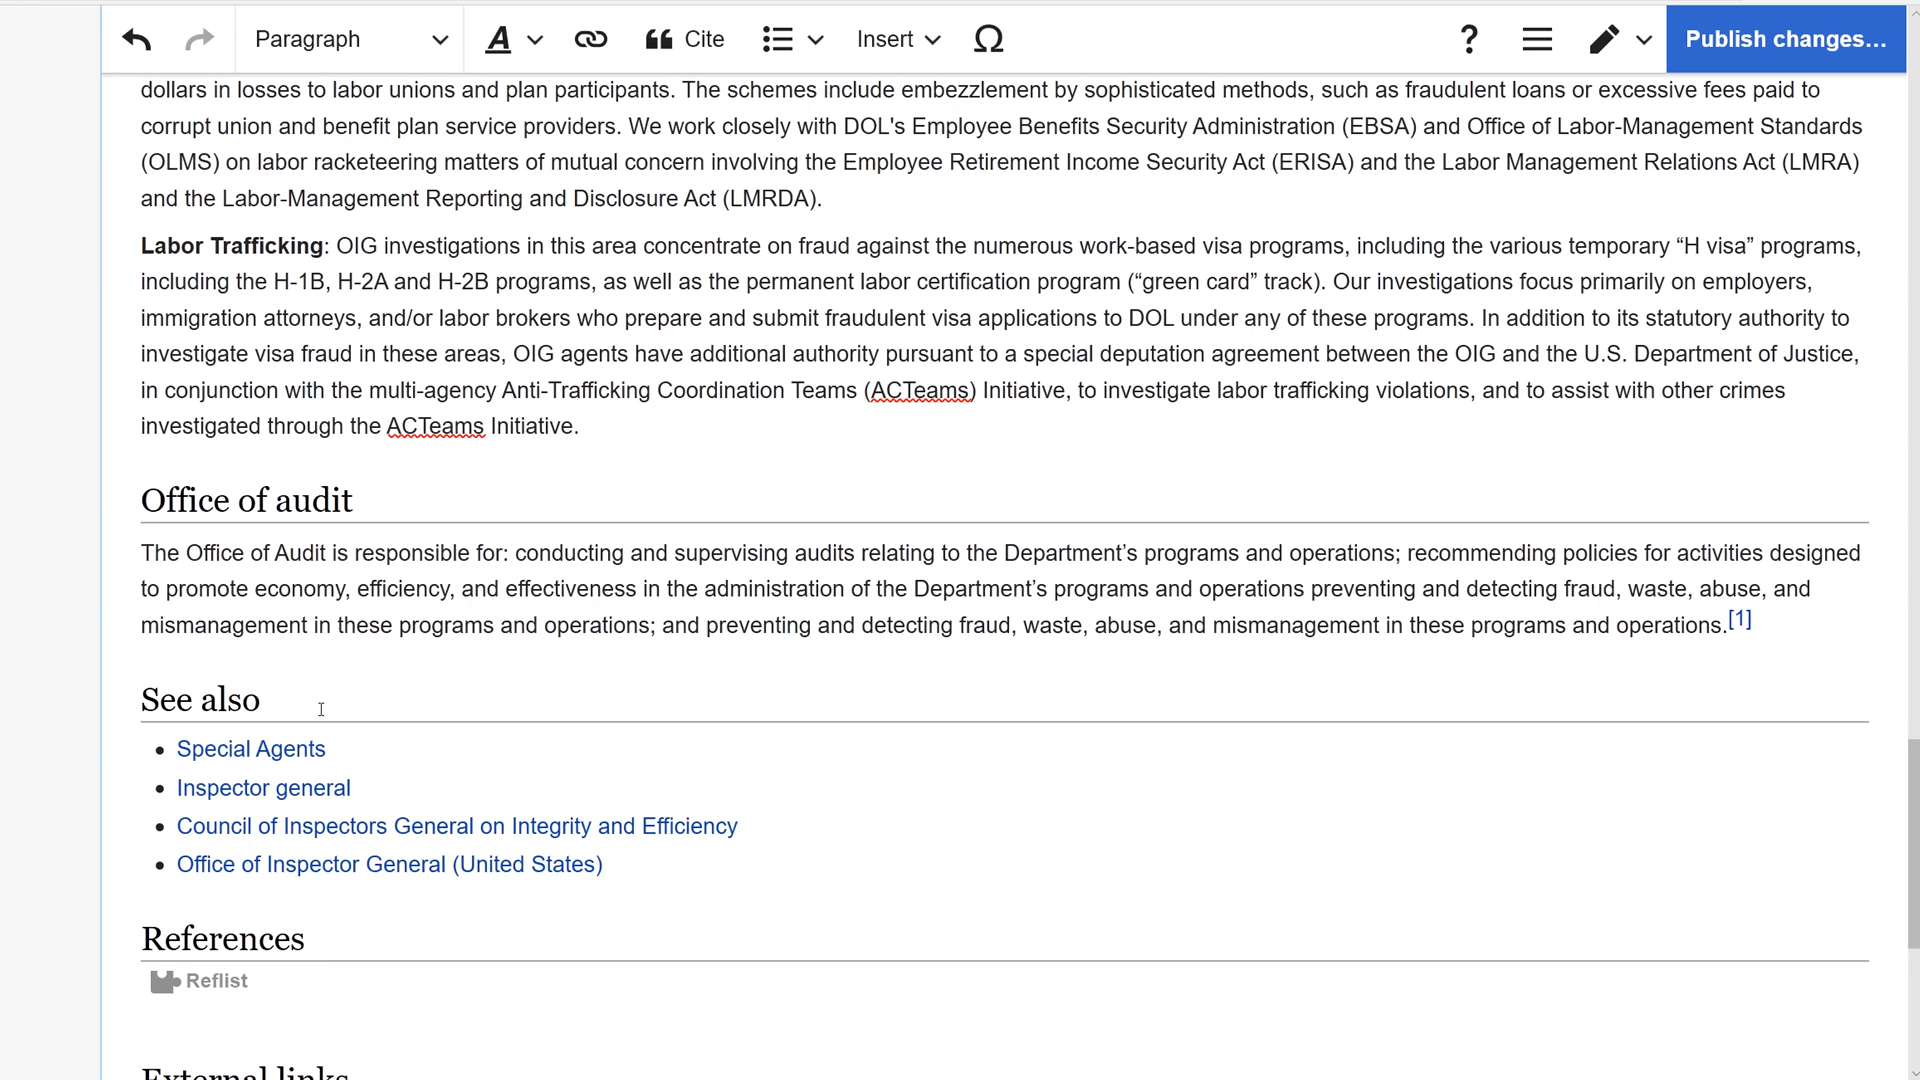 Paragraph
A
Cite
Insert
Ω
?
Publish changes...
dollars in losses to labor unions and plan participants. The schemes include embezzlement by sophisticated methods, such as fraudulent loans or excessive fees paid to
corrupt union and benefit plan service providers. We work closely with DOL's Employee Benefits Security Administration (EBSA) and Office of Labor-Management Standards
(OLMS) on labor racketeering matters of mutual concern involving the Employee Retirement Income Security Act (ERISA) and the Labor Management Relations Act (LMRA)
and the Labor-Management Reporting and Disclosure Act (LMRDA).
Labor Trafficking: OIG investigations in this area concentrate on fraud against the numerous work-based visa programs, including the various temporary “H visa” programs,
including the H-1B, H-2A and H-2B programs, as well as the permanent labor certification program (“green card” track). Our investigations focus primarily on employers,
immigration attorneys, and/or labor brokers who prepare and submit fraudulent visa applications to DOL under any of these programs. In addition to its statutory authority to
investigate visa fraud in these areas, OIG agents have additional authority pursuant to a special deputation agreement between the OIG and the U.S. Department of Justice,
in conjunction with the multi-agency Anti-Trafficking Coordination Teams (ACTeams) Initiative, to investigate labor trafficking violations, and to assist with other crimes
investigated through the ACTeams Initiative.
Office of audit
The Office of Audit is responsible for: conducting and supervising audits relating to the Department’s programs and operations; recommending policies for activities designed
to promote economy, efficiency, and effectiveness in the administration of the Department’s programs and operations preventing and detecting fraud, waste, abuse, and
mismanagement in these programs and operations; and preventing and detecting fraud, waste, abuse, and mismanagement in these programs and operations.[1]
See also
Special Agents
Inspector general
Council of Inspectors General on Integrity and Efficiency
Office of Inspector General (United States)
References
Reflist
External links